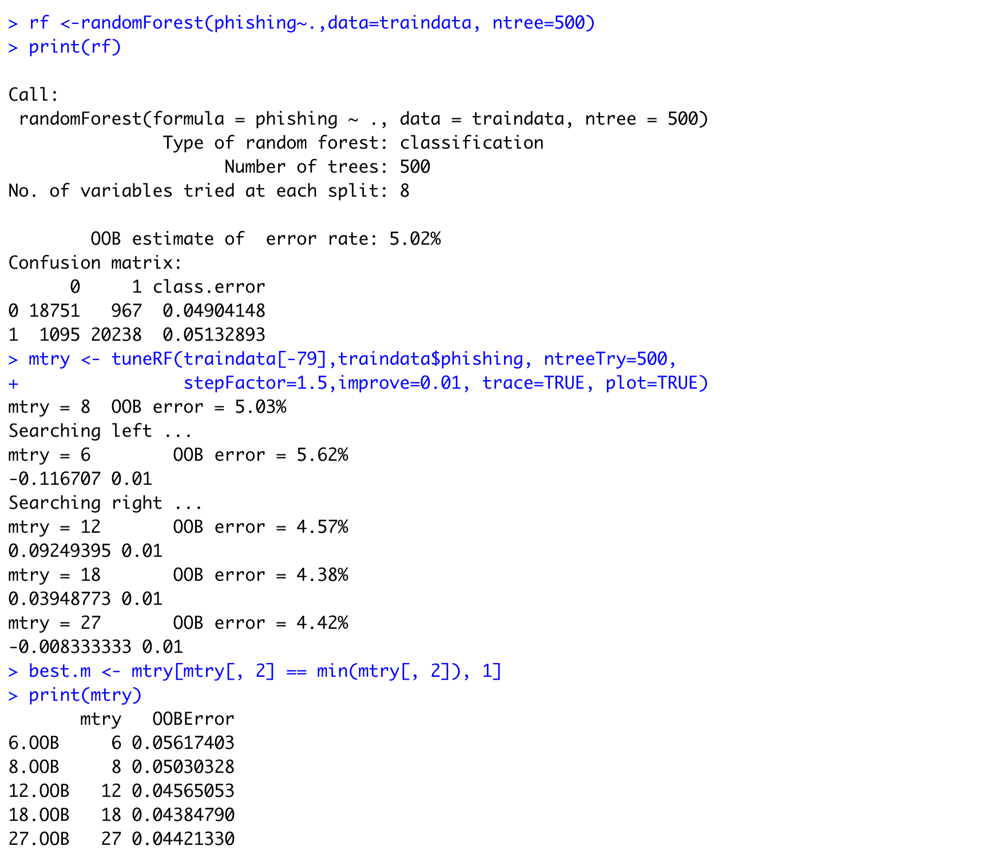 > rf <-randomForest(phishing~.,data=traindata, ntree=500)
> print(rf)
Call:
randomForest(formula = phishing ~ ., data = traindata, ntree = 500)
Type of random forest: classification
Number of trees: 500
No. of variables tried at each split: 8
OOB estimate of  error rate: 5.02%
Confusion matrix:
0 1 class.error
0 18751 967 0.04904148
1 1095 20238 0.05132893
> mtry <- tuneRF(traindata[-79],traindata$phishing, ntreeTry=500,
+ stepFactor=1.5,improve=0.01, trace=TRUE, plot=TRUE)
mtry = 8 OOB error = 5.03%
Searching left ...
mtry = 6 OOB error = 5.62%
-0.116707 0.01
Searching right ...
mtry = 12 OOB error = 4.57%
0.09249395 0.01
mtry = 18 OOB error = 4.38%
0.03948773 0.01
mtry = 27 OOB error = 4.42%
-0.008333333 0.01
> best.m <- mtry[mtry[, 2] == min(mtry[, 2]), 1]
> print(mtry)
mtry OOBError
6.OOB 6 0.05617403
8.OOB 8 0.05030328
12.OOB 12 0.04565053
18.OOB 18 0.04384790
27.OOB 27 0.04421330